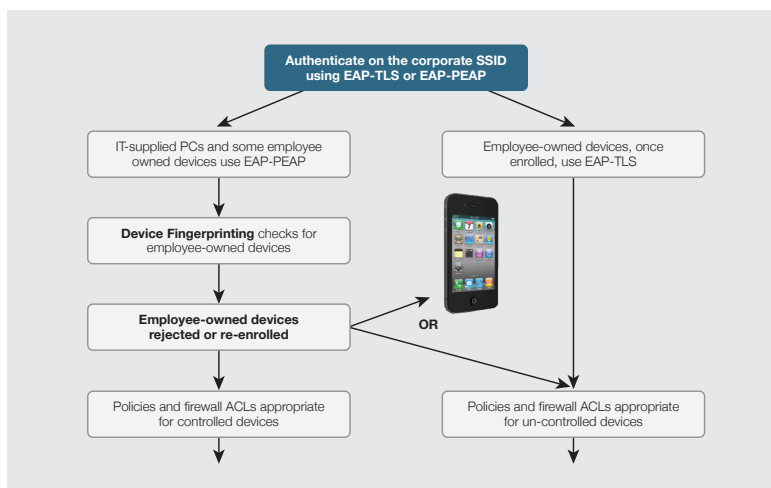 Authenticate on the corporate SSID
using EAP-TLS or EAP-PEAP
IT-supplied PCs and some employee
owned devices use EAP-PEAP
Employee-owned devices, once
enrolled, use EAP-TLS
Device Fingerprinting checks for
employee-owned devices
Employee-owned devices
rejected or re-enrolled
OR
Policies and firewall ACLs appropriate
for controlled devices
Policies and firewall ACLs appropriate
for un-controlled devices